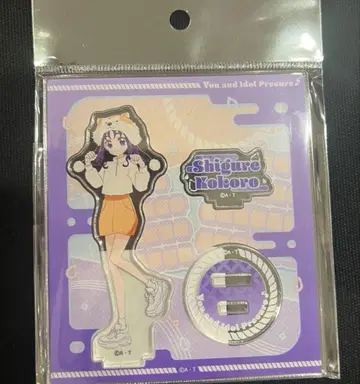 You and Idol Precure♪
Shigure
Kokoro
©A・T
©A・T